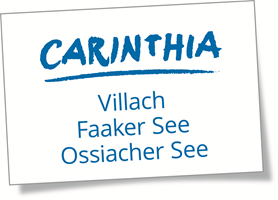 CARINTHIA
Villach
Faaker See
Ossiacher See